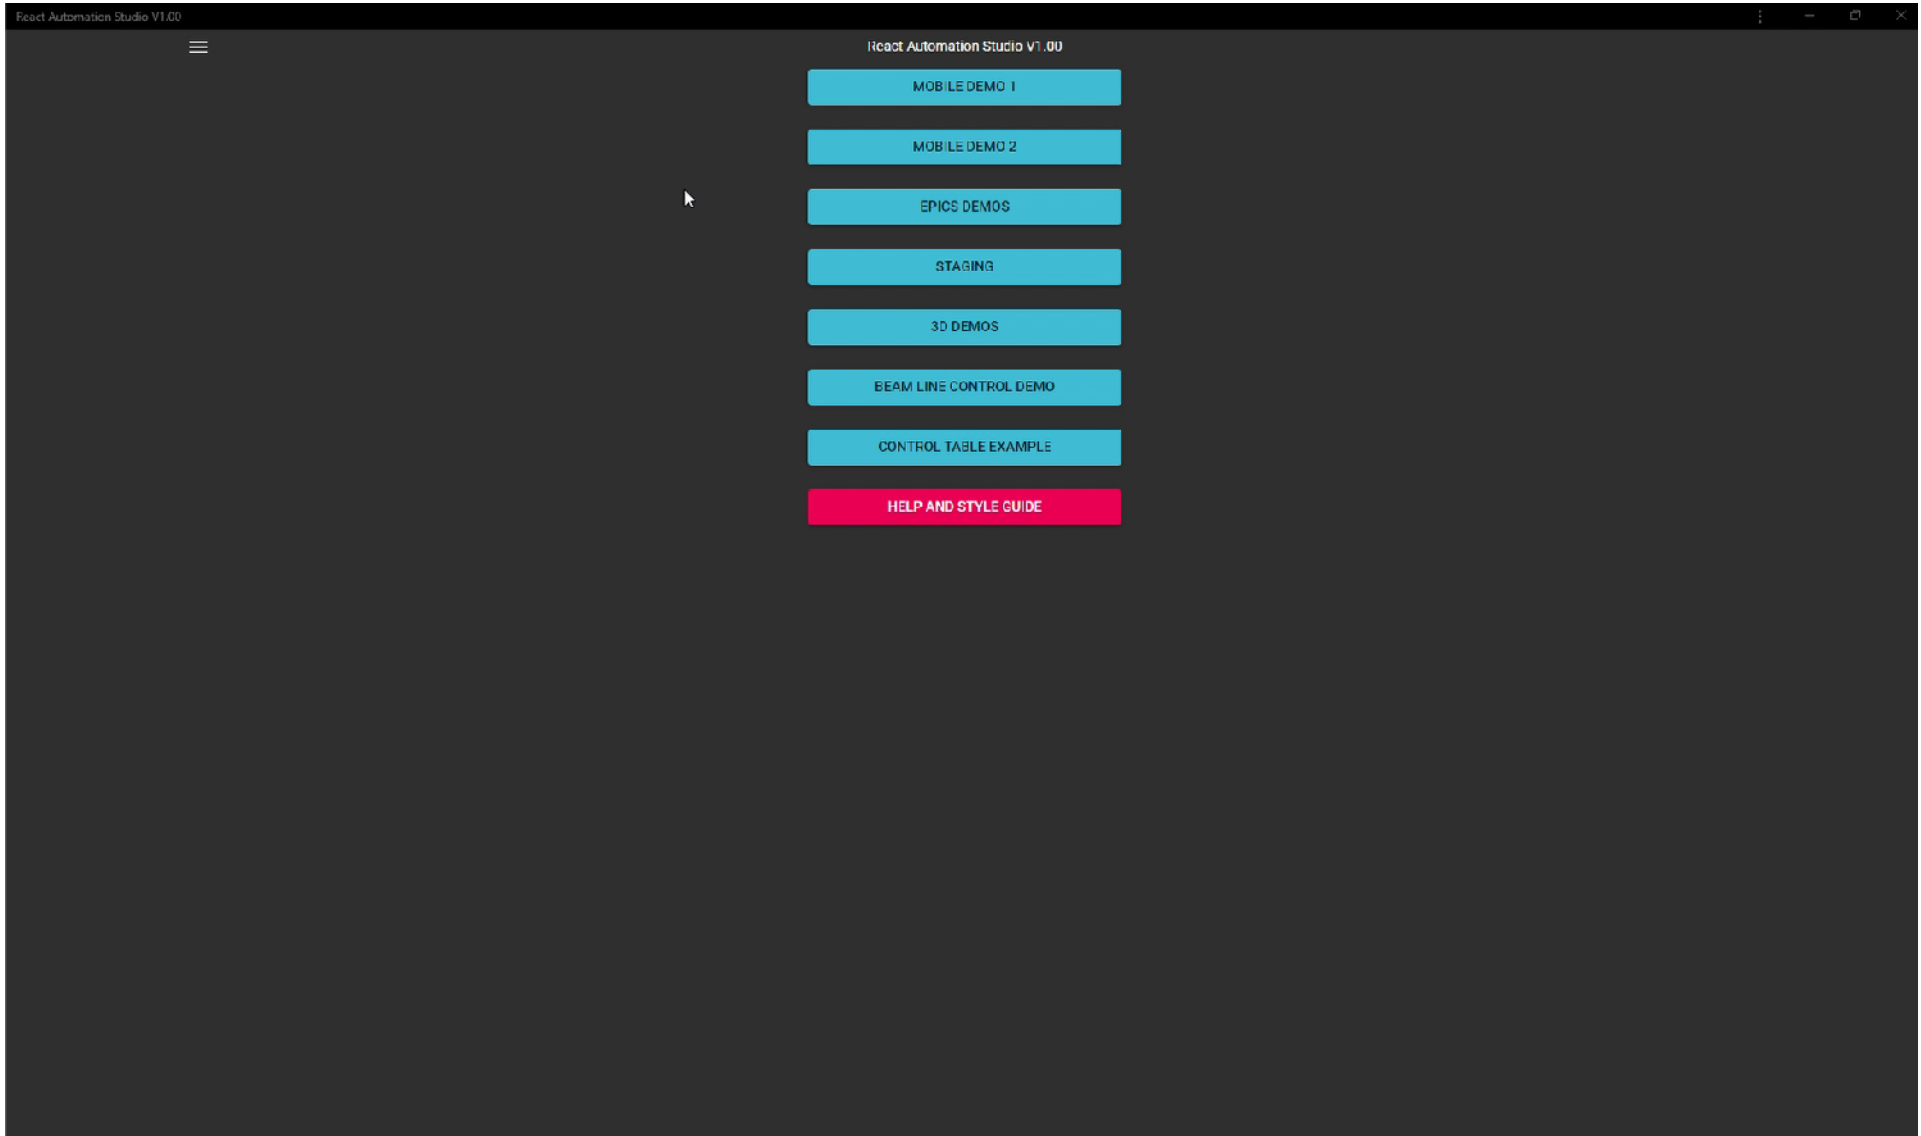 React Automation Studio V1.00
React Automation Studio V1.00
MOBILE DEMO 1
MOBILE DEMO 2
EPICS DEMOS
STAGING
3D DEMOS
BEAM LINE CONTROL DEMO
CONTROL TABLE EXAMPLE
HELP AND STYLE GUIDE